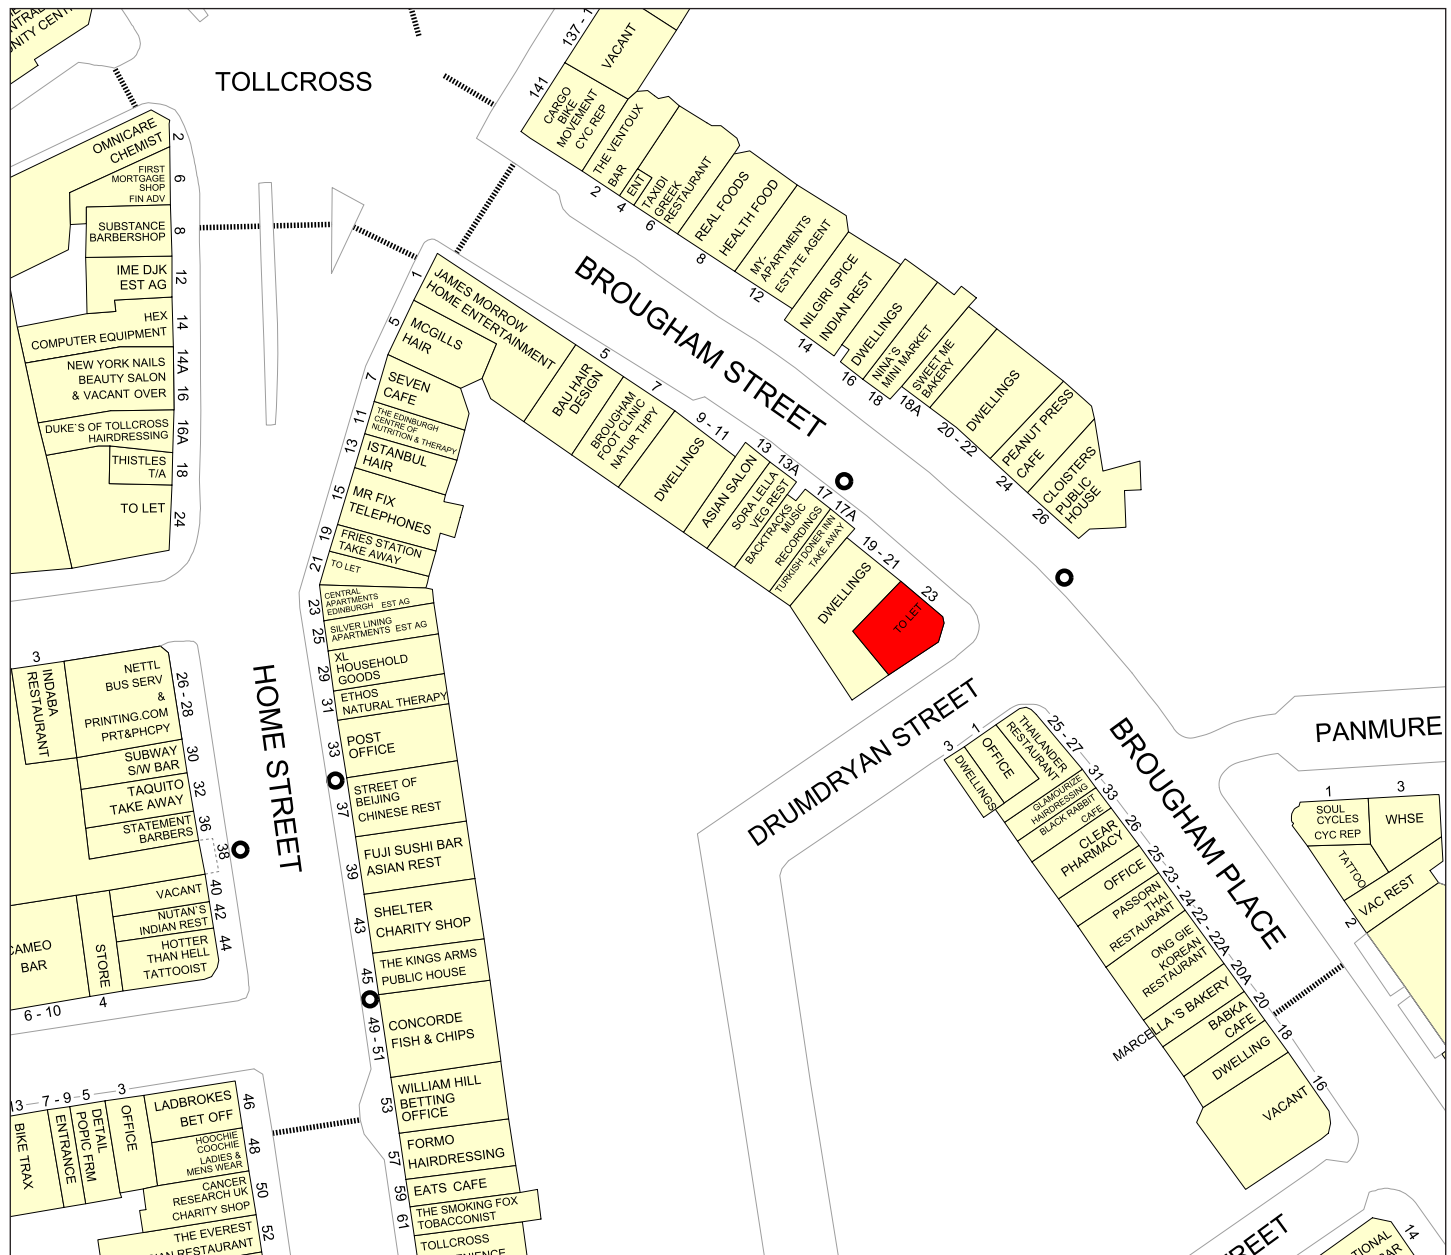 TOLLCROSS
137 - 1
VACANT
141
CARGO
BIKE
MOVEMENT
CYC REP
THE VENTOUX
BAR
2
ENT
4
TAXIDI
GREEK
RESTAURANT
6
REAL FOODS
HEALTH FOOD
8
MY-
APARTMENTS
ESTATE AGENT
12
NILGIRI SPICE
INDIAN REST
14
DWELLINGS
16
NINA`S
MINI MARKET
18
SWEET ME
BAKERY
18A
DWELLINGS
20 - 22
PEANUT PRESS
CAFE
24
CLOISTERS
PUBLIC
HOUSE
26
BROUGHAM STREET
OMNICARE
CHEMIST
2
FIRST
MORTGAGE
SHOP
FIN ADV
6
SUBSTANCE
BARBERSHOP
8
IME DJK
EST AG
12
HEX
COMPUTER EQUIPMENT
14
NEW YORK NAILS
BEAUTY SALON
& VACANT OVER
14A
16
DUKE`S OF TOLLCROSS
HAIRDRESSING
16A
THISTLES
T/A
18
TO LET
24
1
JAMES MORROW
HOME ENTERTAINMENT
5
MCGILLS
HAIR
7
SEVEN
CAFE
11
THE EDINBURGH
CENTRE OF
NUTRITION & THERAPY
13
ISTANBUL
HAIR
15
MR FIX
TELEPHONES
19
FRIES STATION
TAKE AWAY
21
TO LET
5
BAU HAIR
DESIGN
7
BROUGHAM
FOOT CLINIC
NATUR THPY
9 - 11
DWELLINGS
13
ASIAN SALON
13A
SORA LELLA
VEG REST
17
BACKTRACKS
MUSIC
RECORDINGS
17A
TURKISH DONER INN
TAKE AWAY
19 - 21
DWELLINGS
23
TO LET
23
CENTRAL
APARTMENTS
EDINBURGH EST AG
25
SILVER LINING
APARTMENTS EST AG
29
XL
HOUSEHOLD
GOODS
31
ETHOS
NATURAL THERAPY
33
POST
OFFICE
37
STREET OF
BEIJING
CHINESE REST
39
FUJI SUSHI BAR
ASIAN REST
43
SHELTER
CHARITY SHOP
45
THE KINGS ARMS
PUBLIC HOUSE
49 - 51
CONCORDE
FISH & CHIPS
53
WILLIAM HILL
BETTING
OFFICE
57
FORMO
HAIRDRESSING
59
EATS CAFE
61
THE SMOKING FOX
TOBACCONIST
TOLLCROSS
HOME STREET
3
INDABA
RESTAURANT
NETTL
BUS SERV
&
PRINTING.COM
PRT&PHCPY
26 - 28
SUBWAY
S/W BAR
30
TAQUITO
TAKE AWAY
32
STATEMENT
BARBERS
36
38
VACANT
40
NUTAN`S
INDIAN REST
42
HOTTER
THAN HELL
TATTOOIST
44
CAMEO
BAR
STORE
6 - 10
4
13
7 - 9
5
3
BIKE TRAX
ENTRANCE
DETAIL
POPIC FRM
OFFICE
LADBROKES
BET OFF
46
HOOCHIE
COOCHIE
LADIES &
MENS WEAR
48
CANCER
RESEARCH UK
CHARITY SHOP
50
THE EVEREST
RESTAURANT
52
DRUMDRYAN STREET
3
DWELLINGS
1
OFFICE
THAILANDER
RESTAURANT
25 - 27
GLAMOURIZE
HAIRDRESSING
31
BLACK RABBIT
CAFE
33
CLEAR
PHARMACY
26
OFFICE
25 - 23
PASSORN
THAI
RESTAURANT
- 24
ONG GIE
KOREAN
RESTAURANT
- 22 - 22A
MARCELLA 'S BAKERY
20A
BABKA
CAFE
20
DWELLING
18
VACANT
16
BROUGHAM PLACE
PANMURE
1
SOUL
CYCLES
CYC REP
3
WHSE
TATTOO
VAC REST
2
14